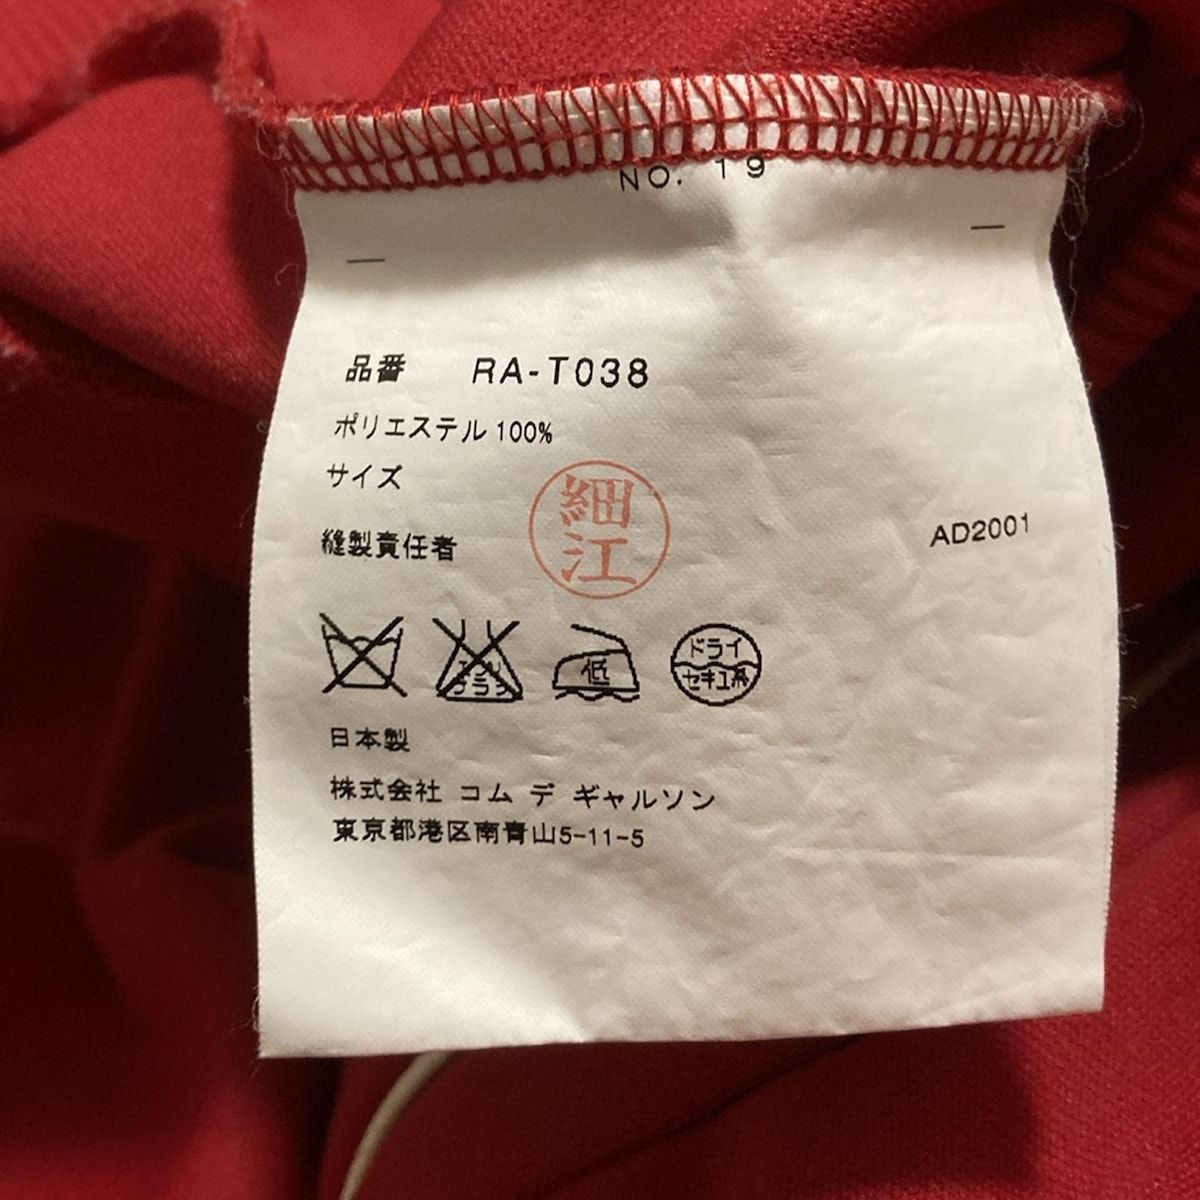 NO. 19
品番 RA-T038
ポリエステル 100%
サイズ
縫製責任者
細江
AD2001
低
ドライ
セキユ系
日本製
株式会社 コム デ ギャルソン
東京都港区南青山5-11-5